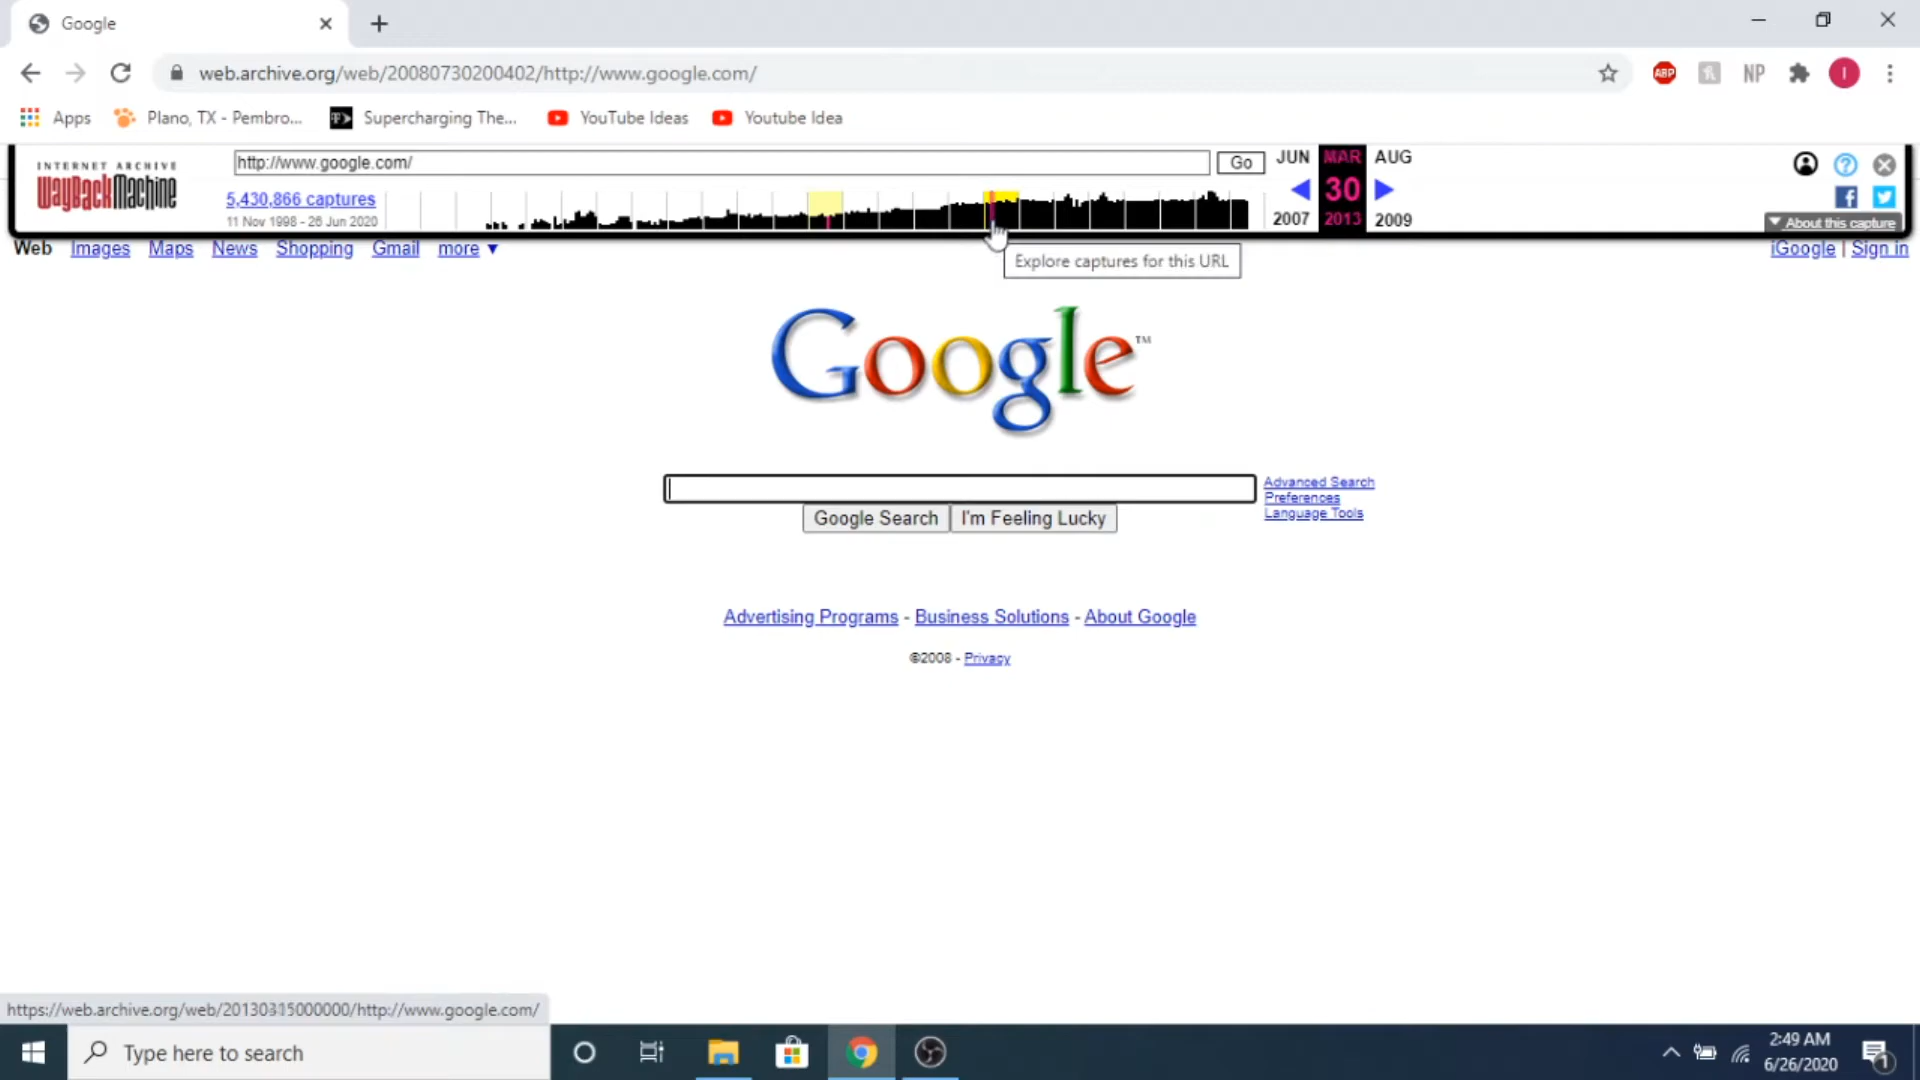 Google
web.archive.org/web/20080730200402/http://www.google.com/
ABP
NP
I
Apps
Plano, TX - Pembro...
Supercharging The...
YouTube Ideas
Youtube Idea
INTERNET ARCHIVE
WayBackMachine
http://www.google.com/
Go
JUN
MAR
AUG
5,430,866 captures
30
11 Nov 1998 - 26 Jun 2020
2007
2013
2009
About this capture
Web Images Maps News Shopping Gmail more ▼
iGoogle | Sign in
Explore captures for this URL
Google™
Advanced Search
Preferences
Language Tools
Google Search
I'm Feeling Lucky
Advertising Programs - Business Solutions - About Google
©2008 - Privacy
https://web.archive.org/web/20130315000000/http://www.google.com/
Type here to search
2:49 AM
6/26/2020
1